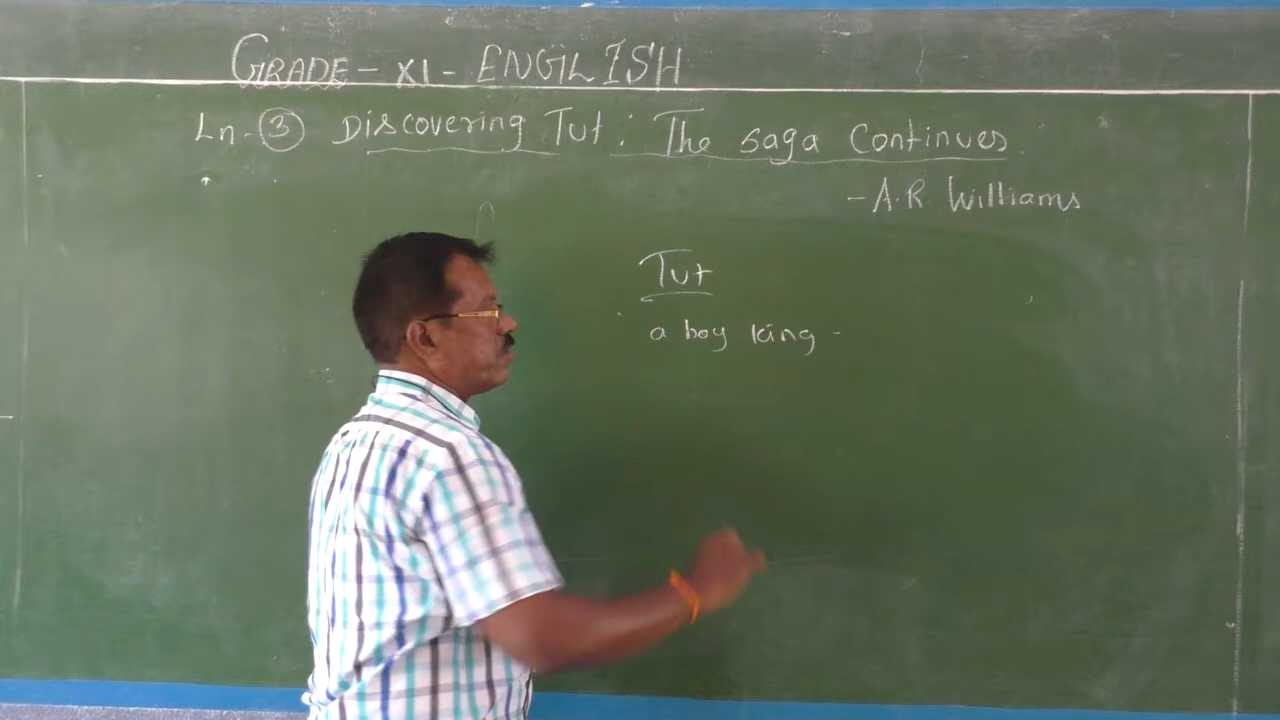 GRADE - XI - ENGLISH
Ln. 3 Discovering Tut : The saga Continues
- A.R. Williams
Tut
a boy king -